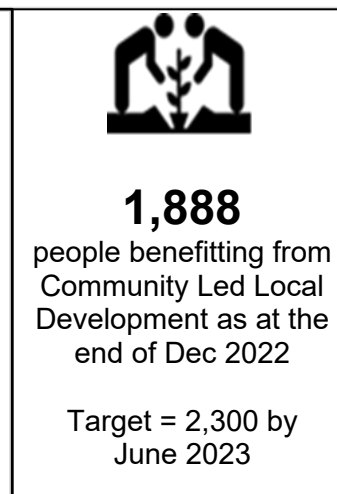 1,888
people benefitting from
Community Led Local
Development as at the
end of Dec 2022
Target = 2,300 by
June 2023